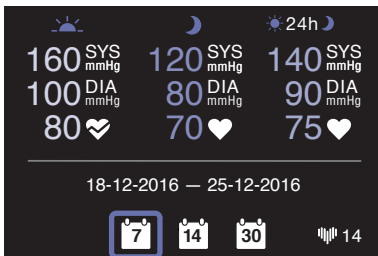 24h
160 SYS mmHg 120 SYS mmHg 140 SYS mmHg
100 DIA mmHg 80 DIA mmHg 90 DIA mmHg
80 70 75
18-12-2016 — 25-12-2016
7 14 30 14